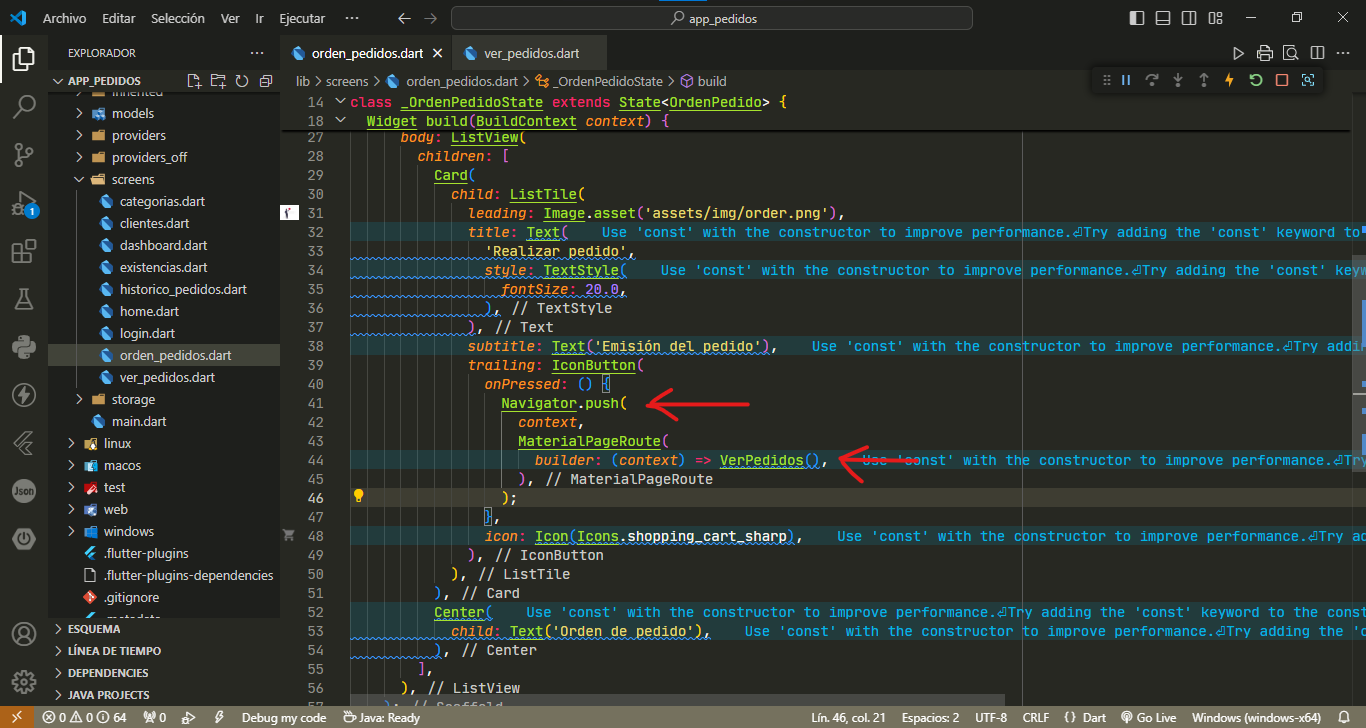 Archivo Editar Selección Ver Ir Ejecutar ··· app_pedidos
EXPLORADOR ···
APP_PEDIDOS
inherited
models
providers
providers_off
screens
categorias.dart
clientes.dart
dashboard.dart
existencias.dart
historico_pedidos.dart
home.dart
login.dart
orden_pedidos.dart
ver_pedidos.dart
storage
main.dart
linux
macos
test
web
windows
.flutter-plugins
.flutter-plugins-dependencies
.gitignore
.metadata
ESQUEMA
LÍNEA DE TIEMPO
DEPENDENCIES
JAVA PROJECTS
1
Json
orden_pedidos.dart ver_pedidos.dart
lib > screens > orden_pedidos.dart > _OrdenPedidoState > build
14 class _OrdenPedidoState extends State<OrdenPedido> {
18 Widget build(BuildContext context) {
27 body: ListView(
28 children: [
29 Card(
30 child: ListTile(
31 leading: Image.asset('assets/img/order.png'),
32 title: Text( Use 'const' with the constructor to improve performance.⏎Try adding the 'const' keyword to
33 'Realizar pedido',
34 style: TextStyle( Use 'const' with the constructor to improve performance.⏎Try adding the 'const' keyw
35 fontSize: 20.0,
36 ), // TextStyle
37 ), // Text
38 subtitle: Text('Emisión del pedido'), Use 'const' with the constructor to improve performance.⏎Try addi
39 trailing: IconButton(
40 onPressed: () {
41 Navigator.push(
42 context,
43 MaterialPageRoute(
44 builder: (context) => VerPedidos(), Use 'const' with the constructor to improve performance.⏎Try
45 ), // MaterialPageRoute
46 );
47 },
48 icon: Icon(Icons.shopping_cart_sharp), Use 'const' with the constructor to improve performance.⏎Try ad
49 ), // IconButton
50 ), // ListTile
51 ), // Card
52 Center( Use 'const' with the constructor to improve performance.⏎Try adding the 'const' keyword to the const
53 child: Text('Orden de pedido'), Use 'const' with the constructor to improve performance.⏎Try adding the 'c
54 ), // Center
55 ],
56 ), // ListView
57 ); // Scaffold
0 0 64 0 Debug my code Java: Ready Lín. 46, col. 21 Espacios: 2 UTF-8 CRLF {} Dart Go Live Windows (windows-x64)